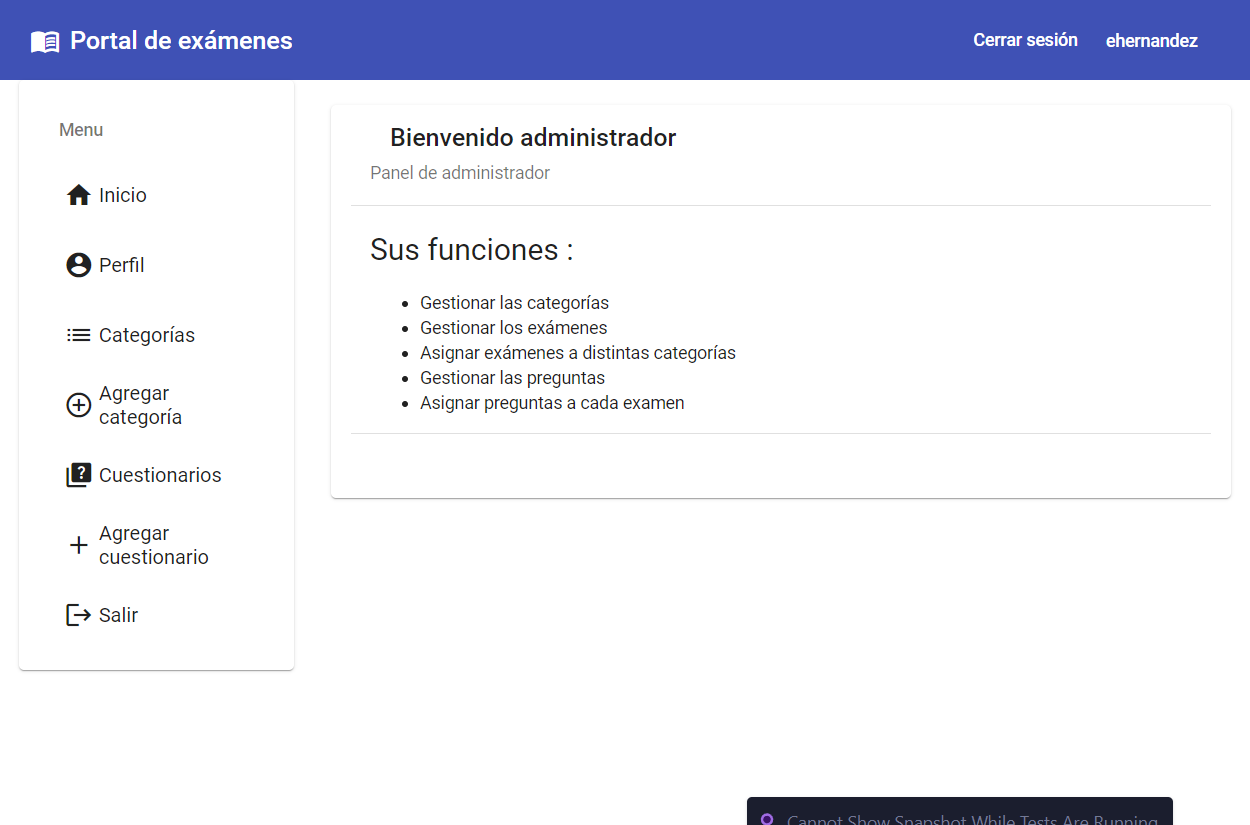 Portal de exámenes
Cerrar sesión
ehernandez
Menu
Inicio
Perfil
Categorías
Agregar
categoría
Cuestionarios
Agregar
cuestionario
Salir
Bienvenido administrador
Panel de administrador
Sus funciones :
Gestionar las categorías
Gestionar los exámenes
Asignar exámenes a distintas categorías
Gestionar las preguntas
Asignar preguntas a cada examen
Cannot Show Snapshot While Tests Are Running